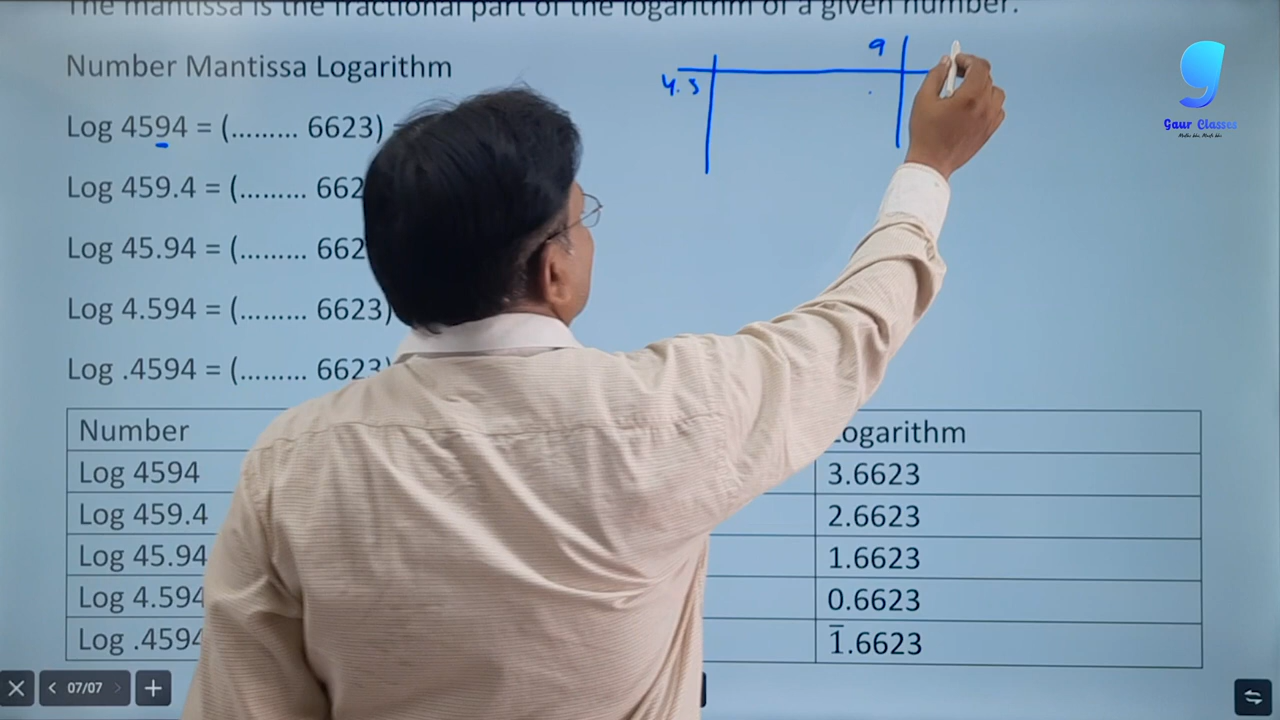 The mantissa is the fractional part of the logarithm of a given number.
Number Mantissa Logarithm
Log 4594 = (......... 6623)
Log 459.4 = (......... 662
Log 45.94 = (......... 662
Log 4.594 = (......... 6623)
Log .4594 = (......... 6623)
9
4.5
Number Logarithm
Log 4594 3.6623
Log 459.4 2.6623
Log 45.94 1.6623
Log 4.594 0.6623
Log .4594 1̅.6623
07/07
g
Gaur Classes